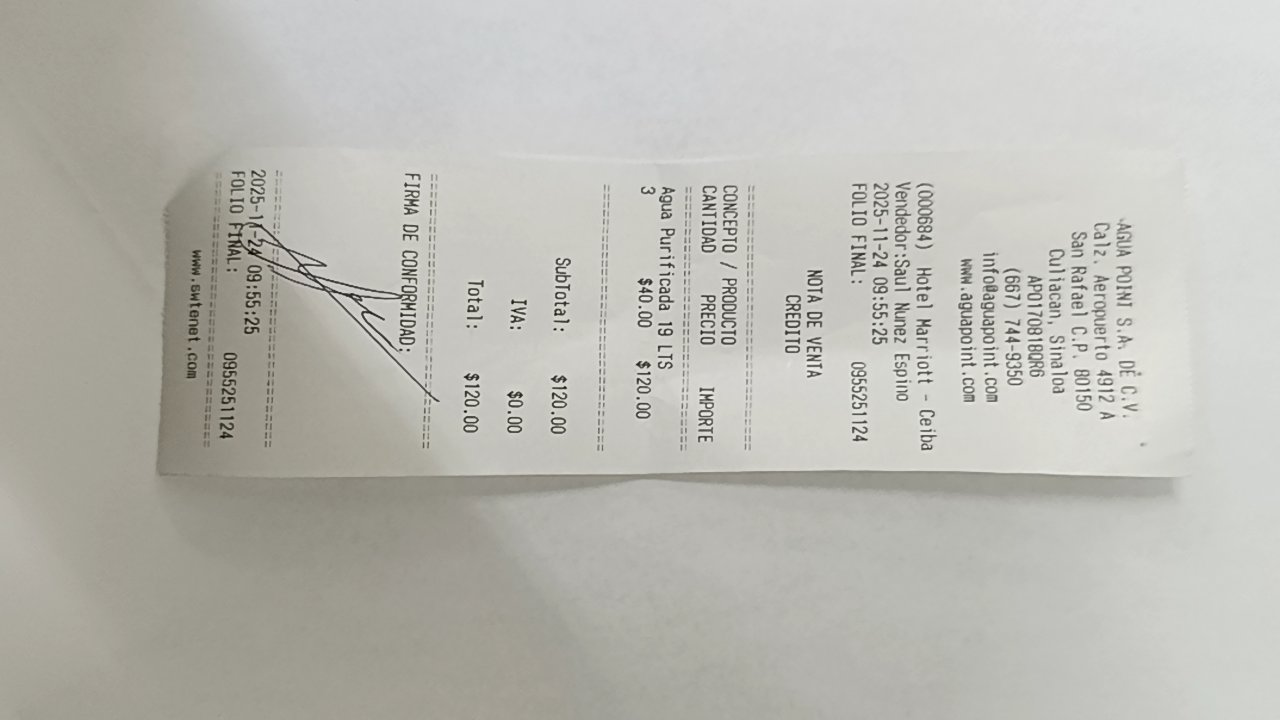 AGUA POINT S.A. DE C.V.
Calz. Aeropuerto 4912 A
San Rafael C.P. 80150
Culiacan, Sinaloa
APO170818QR6
(667) 744-9350
info@aguapoint.com
www.aguapoint.com
(000684) Hotel Marriott - Ceiba
Vendedor:Saul Nunez Espino
2025-11-24 09:55:25
FOLIO FINAL: 0955251124
NOTA DE VENTA
CREDITO
CONCEPTO / PRODUCTO
CANTIDAD PRECIO IMPORTE
Agua Purificada 19 LTS
3 $40.00 $120.00
SubTotal: $120.00
IVA: $0.00
Total: $120.00
FIRMA DE CONFORMIDAD:
2025-11-24 09:55:25
FOLIO FINAL: 0955251124
www.swtenet.com